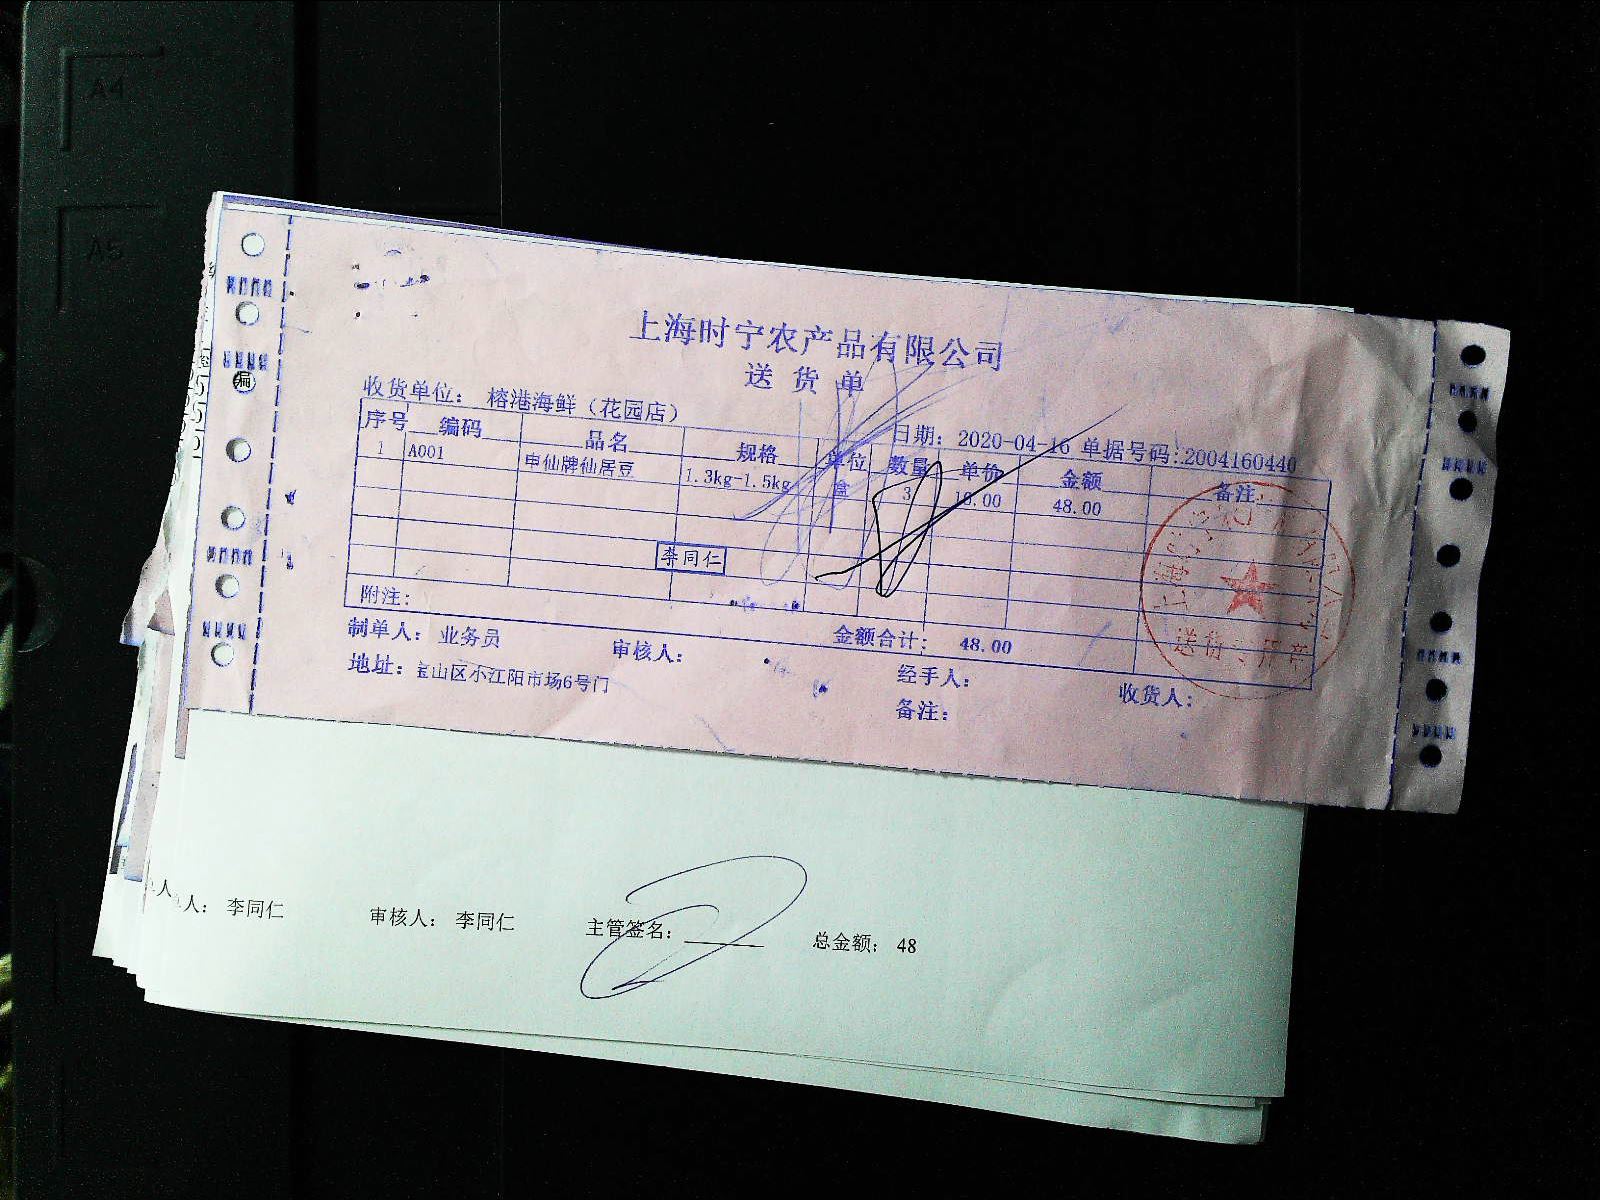 A4
A5
上海时宁农产品有限公司
送货单
收货单位： 榕港海鲜（花园店）
日期：2020-04-16 单据号码：2004160440
序号 编码 品名 规格 单位 数量 单价 金额 备注
1 A001 申仙牌仙居豆 1.3kg-1.5kg 盒 3 16.00 48.00
李同仁
附注：
金额合计： 48.00
制单人： 业务员 审核人： 经手人： 收货人：
地址：宝山区小江阳市场6号门 备注：
人： 李同仁 审核人： 李同仁 主管签名： 总金额： 48